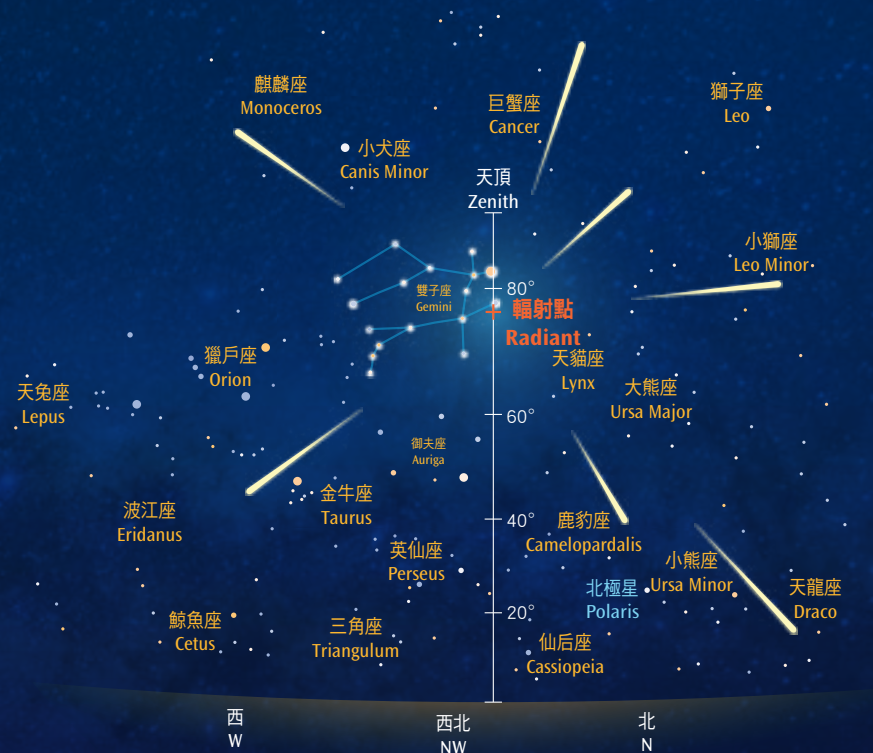 麒麟座
Monoceros
巨蟹座
Cancer
獅子座
Leo
小犬座
Canis Minor
天頂
Zenith
小獅座
Leo Minor
雙子座
Gemini
80°
輻射點
Radiant
獵戶座
Orion
天貓座
Lynx
天兔座
Lepus
大熊座
Ursa Major
60°
御夫座
Auriga
金牛座
Taurus
波江座
Eridanus
40°
鹿豹座
Camelopardalis
英仙座
Perseus
小熊座
Ursa Minor
北極星
Polaris
天龍座
Draco
20°
鯨魚座
Cetus
三角座
Triangulum
仙后座
Cassiopeia
西
W
西北
NW
北
N